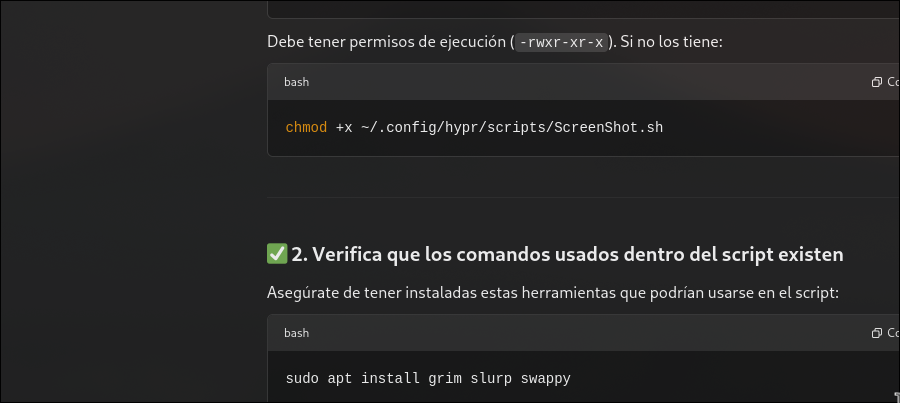 Debe tener permisos de ejecución (-rwxr-xr-x). Si no los tiene:
bash
chmod +x ~/.config/hypr/scripts/ScreenShot.sh
✅ 2. Verifica que los comandos usados dentro del script existen
Asegúrate de tener instaladas estas herramientas que podrían usarse en el script:
bash
sudo apt install grim slurp swappy